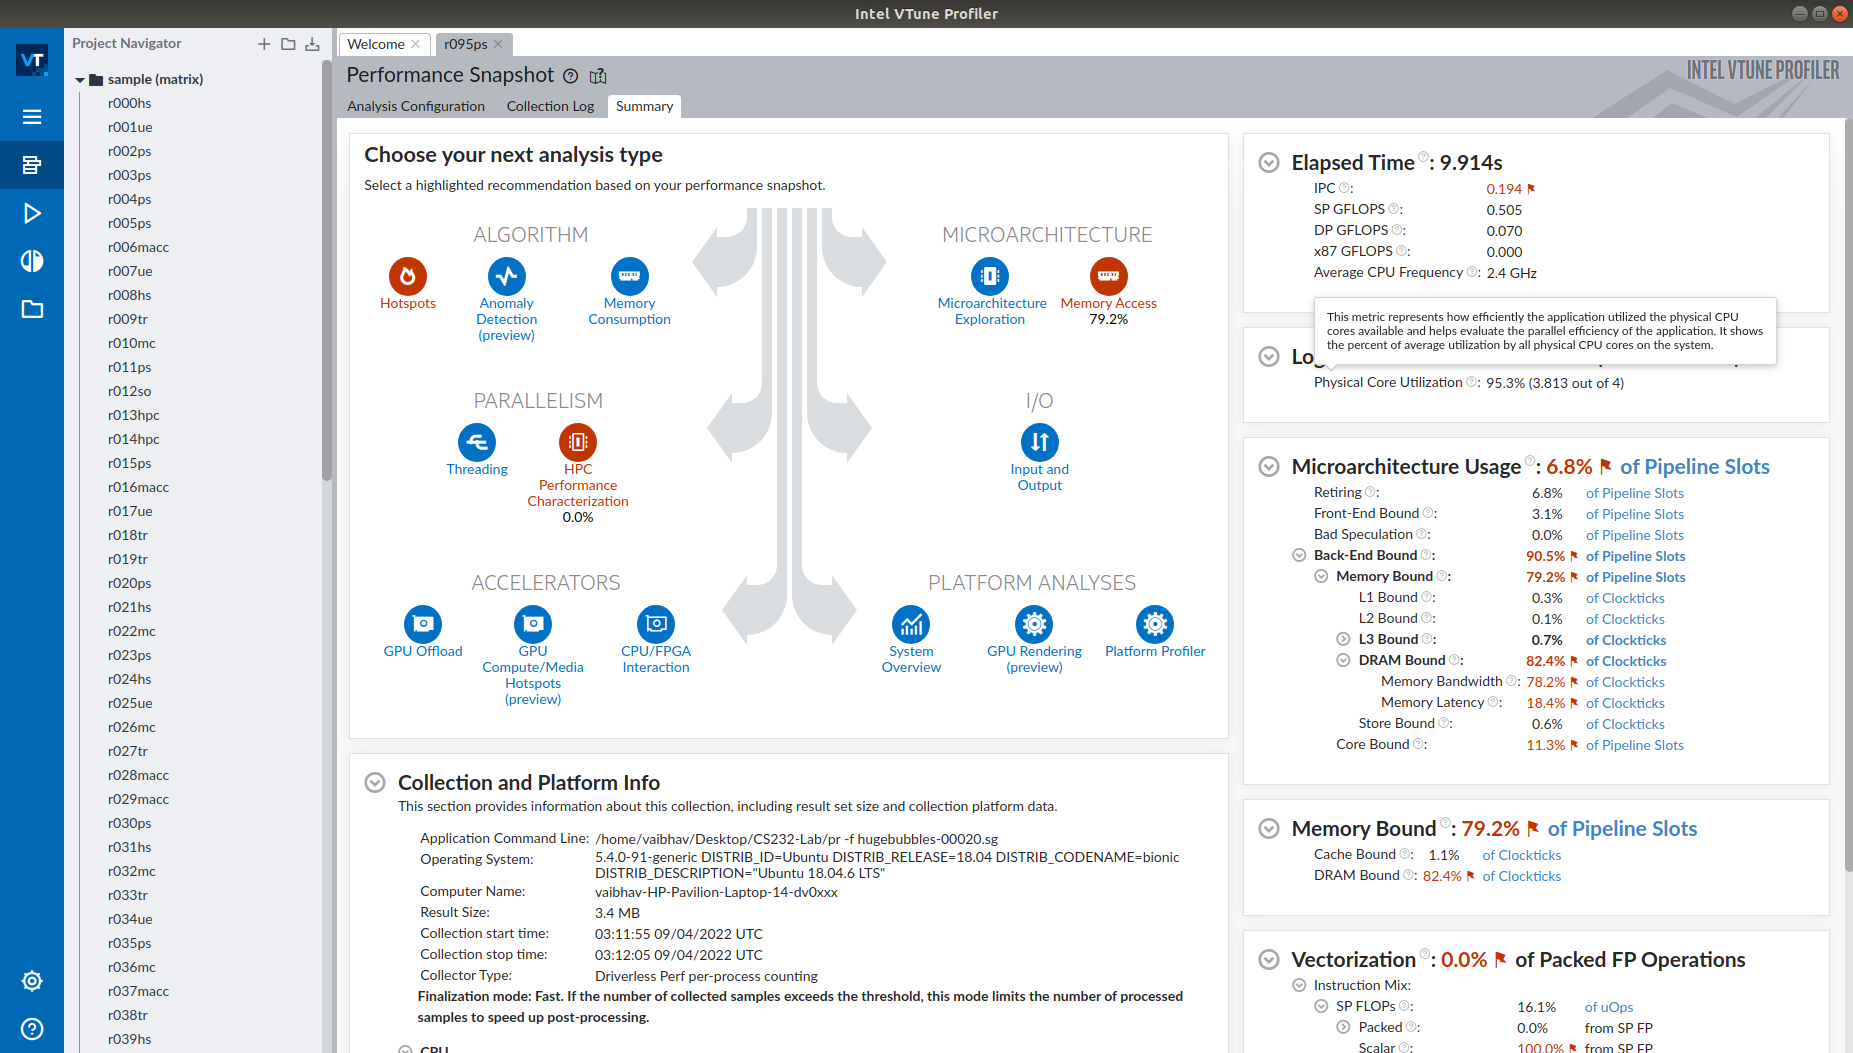 Intel VTune Profiler
VT
Project Navigator
sample (matrix)
r000hs
r001ue
r002ps
r003ps
r004ps
r005ps
r006macc
r007ue
r008hs
r009tr
r010mc
r011ps
r012so
r013hpc
r014hpc
r015ps
r016macc
r017ue
r018tr
r019tr
r020ps
r021hs
r022mc
r023ps
r024hs
r025ue
r026mc
r027tr
r028macc
r029macc
r030ps
r031hs
r032mc
r033tr
r034ue
r035ps
r036mc
r037macc
r038tr
r039hs
Welcome
r095ps
Performance Snapshot
INTEL VTUNE PROFILER
Analysis Configuration
Collection Log
Summary
Choose your next analysis type
Select a highlighted recommendation based on your performance snapshot.
ALGORITHM
Hotspots
Anomaly
Detection
(preview)
Memory
Consumption
MICROARCHITECTURE
Microarchitecture
Exploration
Memory Access
79.2%
PARALLELISM
Threading
HPC
Performance
Characterization
0.0%
I/O
Input and
Output
ACCELERATORS
GPU Offload
GPU
Compute/Media
Hotspots
(preview)
CPU/FPGA
Interaction
PLATFORM ANALYSES
System
Overview
GPU Rendering
(preview)
Platform Profiler
Collection and Platform Info
This section provides information about this collection, including result set size and collection platform data.
Application Command Line: /home/vaibhav/Desktop/CS232-Lab/pr -f hugebubbles-00020.sg
Operating System: 5.4.0-91-generic DISTRIB_ID=Ubuntu DISTRIB_RELEASE=18.04 DISTRIB_CODENAME=bionic
DISTRIB_DESCRIPTION="Ubuntu 18.04.6 LTS"
Computer Name: vaibhav-HP-Pavilion-Laptop-14-dv0xxx
Result Size: 3.4 MB
Collection start time: 03:11:55 09/04/2022 UTC
Collection stop time: 03:12:05 09/04/2022 UTC
Collector Type: Driverless Perf per-process counting
Finalization mode: Fast. If the number of collected samples exceeds the threshold, this mode limits the number of processed
samples to speed up post-processing.
CPU
Elapsed Time: 9.914s
IPC: 0.194
SP GFLOPS: 0.505
DP GFLOPS: 0.070
x87 GFLOPS: 0.000
Average CPU Frequency: 2.4 GHz
This metric represents how efficiently the application utilized the physical CPU
cores available and helps evaluate the parallel efficiency of the application. It shows
the percent of average utilization by all physical CPU cores on the system.
Physical Core Utilization: 95.3% (3.813 out of 4)
Microarchitecture Usage: 6.8% of Pipeline Slots
Retiring: 6.8% of Pipeline Slots
Front-End Bound: 3.1% of Pipeline Slots
Bad Speculation: 0.0% of Pipeline Slots
Back-End Bound: 90.5% of Pipeline Slots
Memory Bound: 79.2% of Pipeline Slots
L1 Bound: 0.3% of Clockticks
L2 Bound: 0.1% of Clockticks
L3 Bound: 0.7% of Clockticks
DRAM Bound: 82.4% of Clockticks
Memory Bandwidth: 78.2% of Clockticks
Memory Latency: 18.4% of Clockticks
Store Bound: 0.6% of Clockticks
Core Bound: 11.3% of Pipeline Slots
Memory Bound: 79.2% of Pipeline Slots
Cache Bound: 1.1% of Clockticks
DRAM Bound: 82.4% of Clockticks
Vectorization: 0.0% of Packed FP Operations
Instruction Mix:
SP FLOPs: 16.1% of uOps
Packed: 0.0% from SP FP
Scalar: 100.0% from SP FP